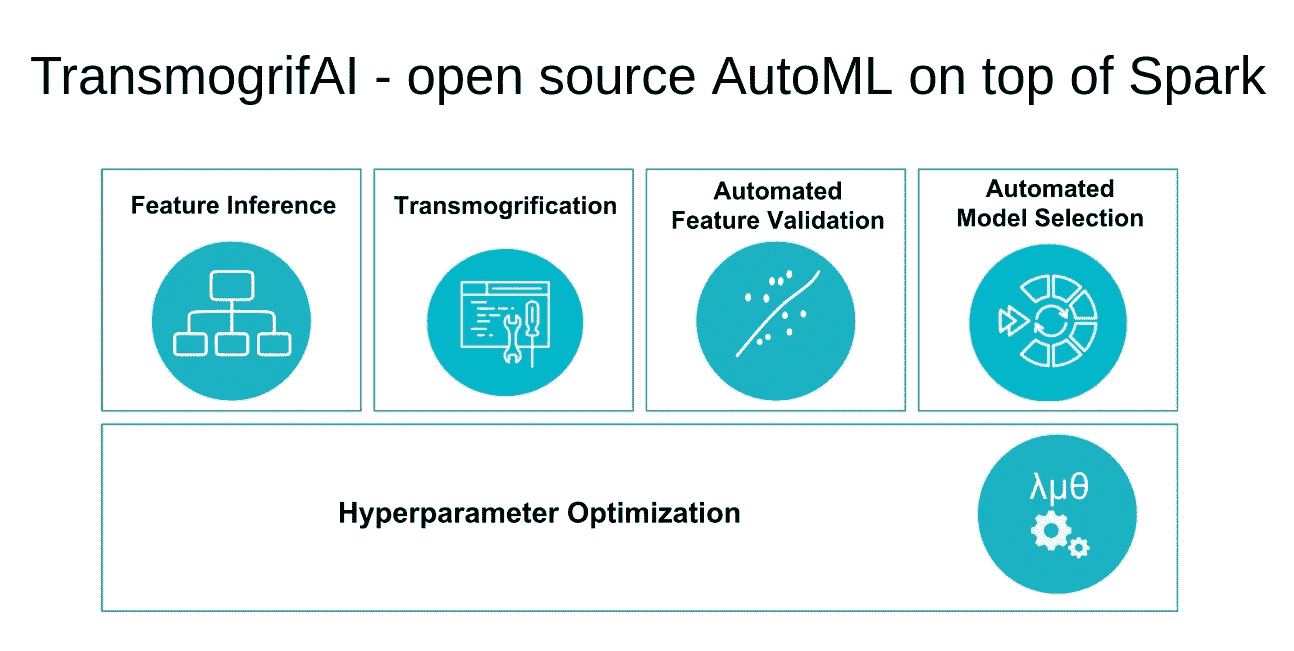 TransmogrifAI - open source AutoML on top of Spark
Feature Inference
Transmogrification
Automated
Feature Validation
Automated
Model Selection
Hyperparameter Optimization
λμθ